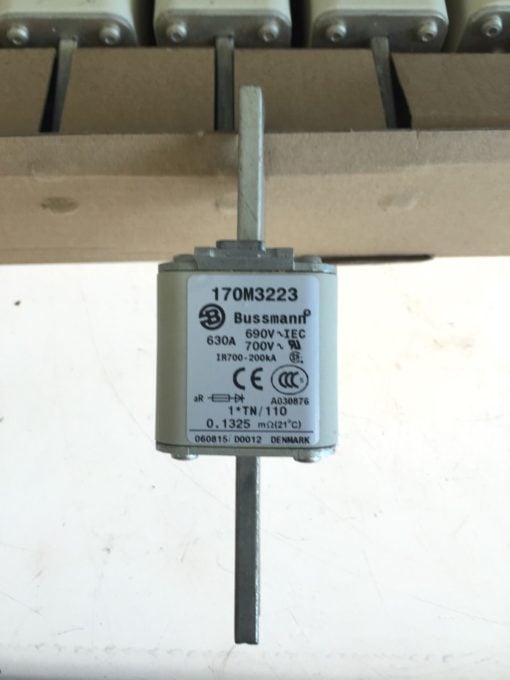 170M3223
Bussmann
630A 690V~IEC
700V~
IR700-200kA
CE CCC
aR A030876
1*TN/110
0.1325 mΩ(21°C)
060815/D0012 DENMARK